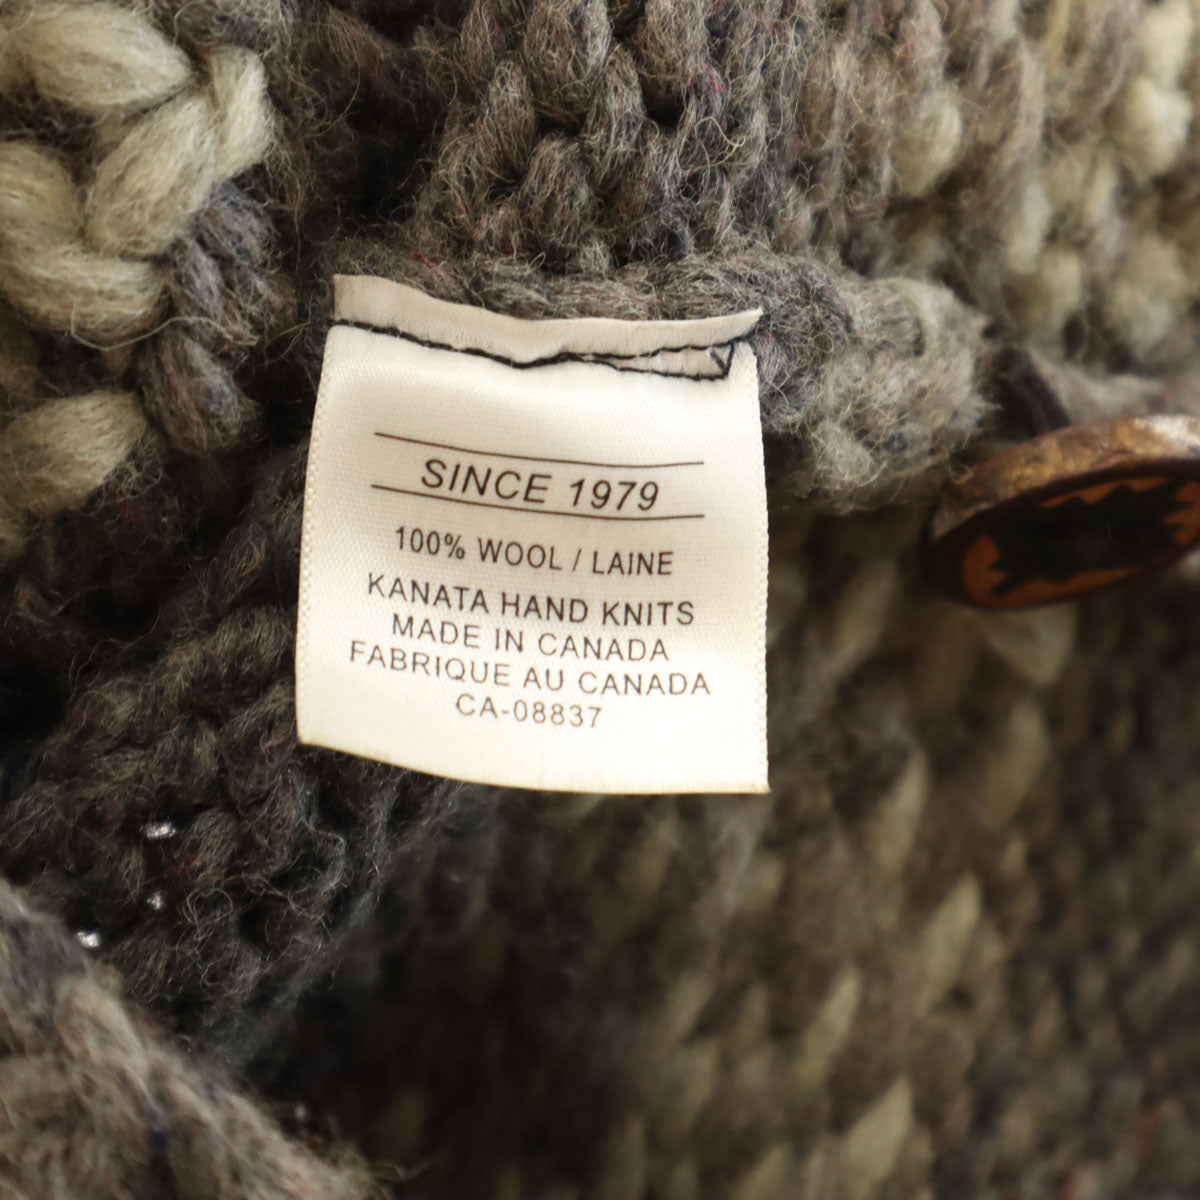 SINCE 1979
100% WOOL / LAINE
KANATA HAND KNITS
MADE IN CANADA
FABRIQUE AU CANADA
CA-08837